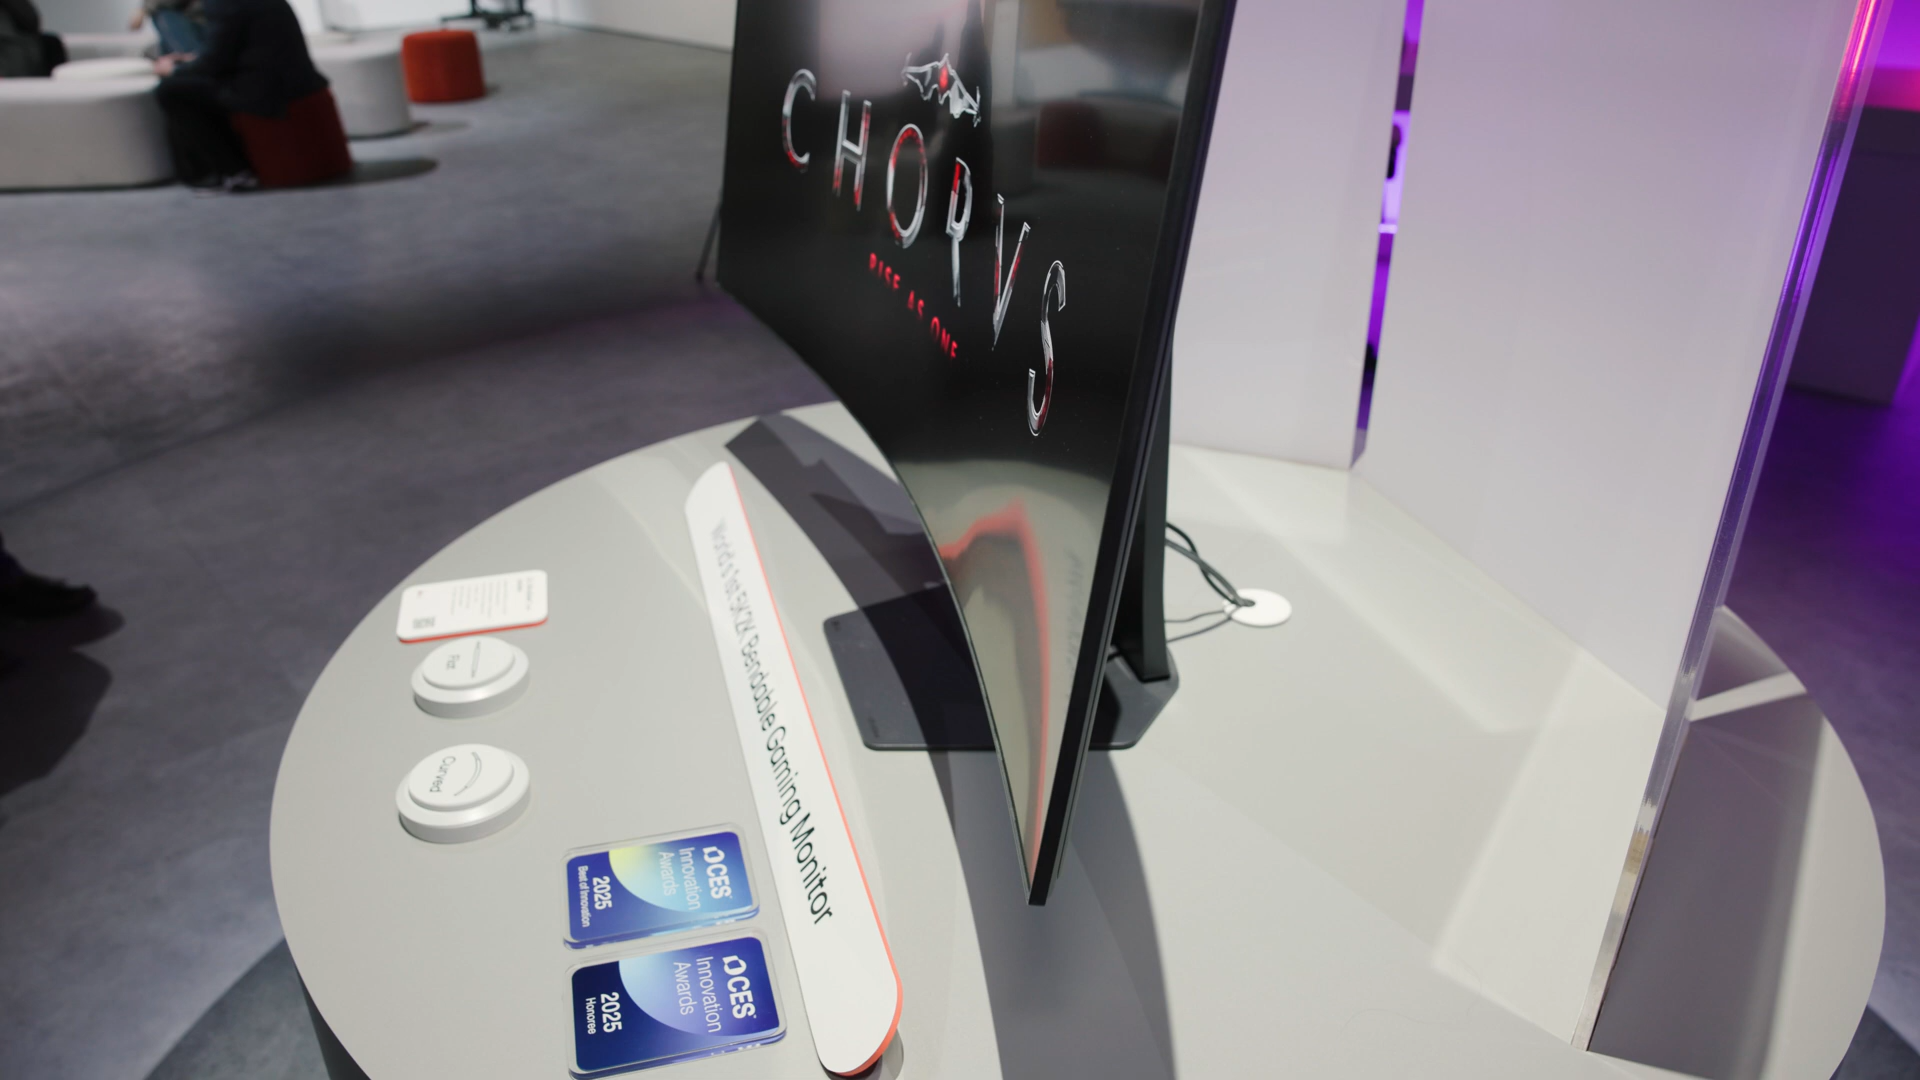 CHORVS
RISE AS ONE
World's 1st 5K2K Bendable Gaming Monitor
Flat
Curved
CES
Innovation
Awards
2025
Best of Innovation
CES
Innovation
Awards
2025
Honoree